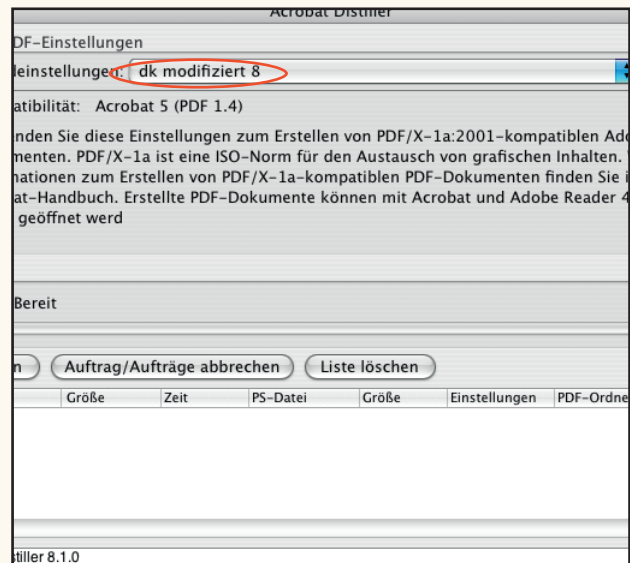 Acrobat Distiller
PDF-Einstellungen
deinstellungen: dk modifiziert 8
atibilität: Acrobat 5 (PDF 1.4)
nden Sie diese Einstellungen zum Erstellen von PDF/X-1a:2001-kompatiblen Ado
menten. PDF/X-1a ist eine ISO-Norm für den Austausch von grafischen Inhalten.
nationen zum Erstellen von PDF/X-1a-kompatiblen PDF-Dokumenten finden Sie i
at-Handbuch. Erstellte PDF-Dokumente können mit Acrobat und Adobe Reader 4
geöffnet werd
Bereit
n Auftrag/Aufträge abbrechen Liste löschen
Größe Zeit PS-Datei Größe Einstellungen PDF-Ordne
stiller 8.1.0